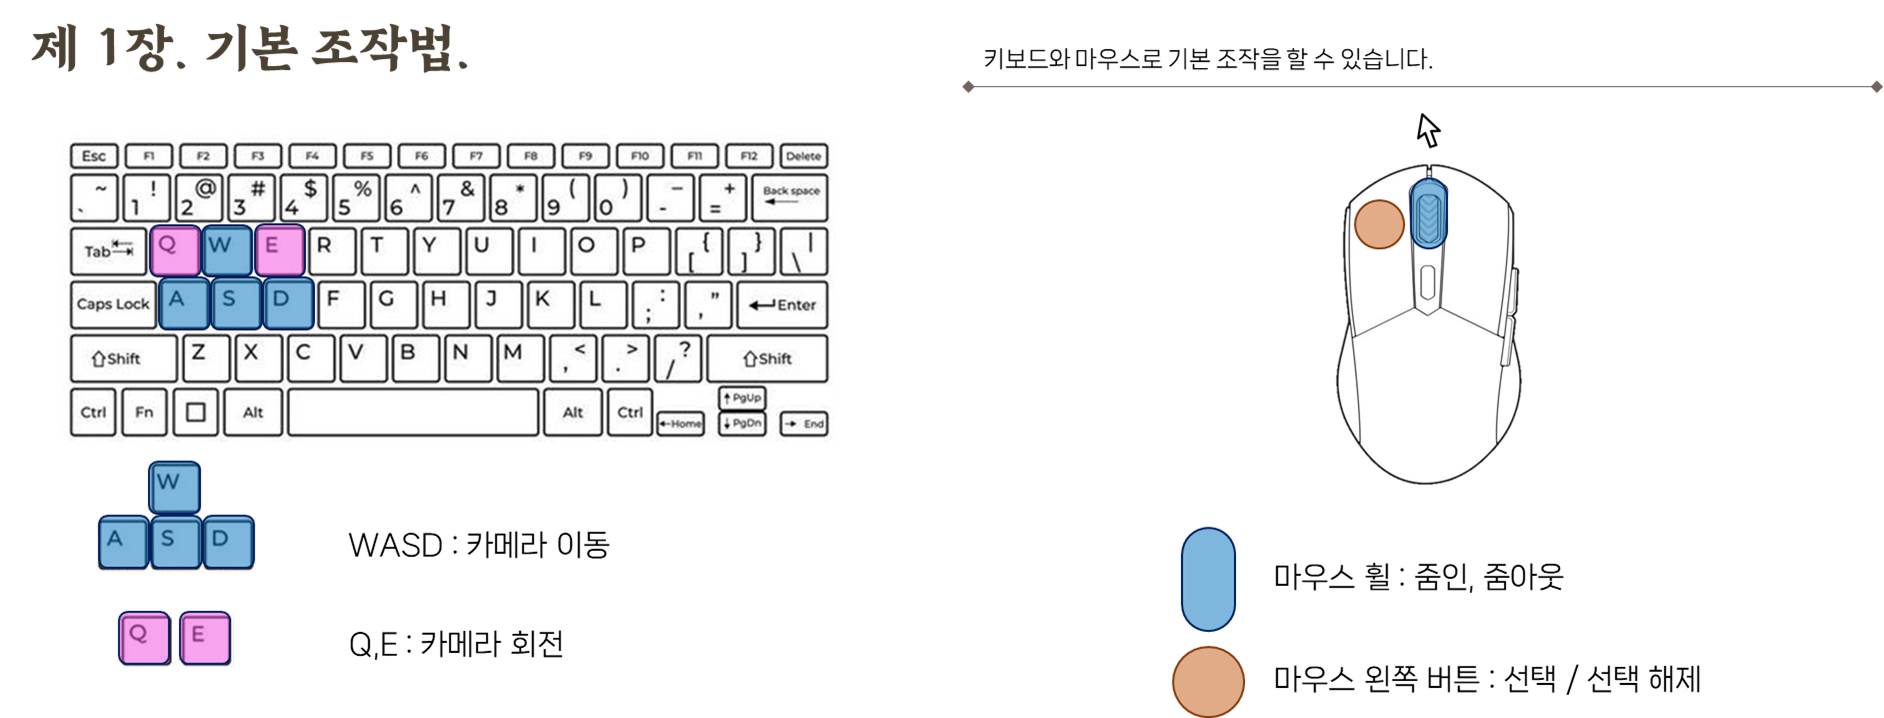 제 1장. 기본 조작법.
키보드와 마우스로 기본 조작을 할 수 있습니다.
Esc F1 F2 F3 F4 F5 F6 F7 F8 F9 F10 F11 F12 Delete
~ ! @ # $ % ^ & * ( ) - + Back space
` 1 2 3 4 5 6 7 8 9 0 - =
Tab Q W E R T Y U I O P [ { ] } \ |
Caps Lock A S D F G H J K L ; : , " Enter
Shift Z X C V B N M , < . > / ? Shift
Ctrl Fn Alt Alt Ctrl Home PgUp PgDn End
W
A S D
WASD : 카메라 이동
Q E
Q,E : 카메라 회전
마우스 휠 : 줌인, 줌아웃
마우스 왼쪽 버튼 : 선택 / 선택 해제